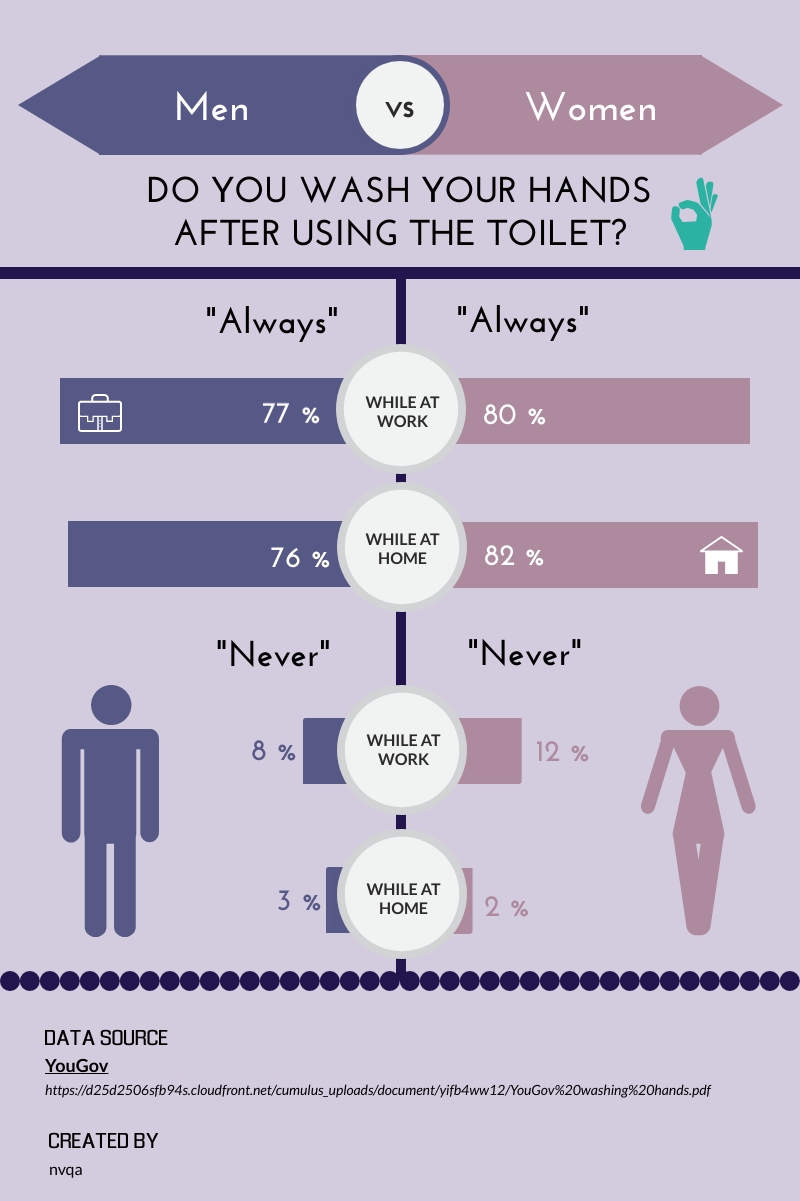 Men
vs
Women
DO YOU WASH YOUR HANDS
AFTER USING THE TOILET?
"Always"
"Always"
77 %
WHILE AT
WORK
80 %
76 %
WHILE AT
HOME
82 %
"Never"
"Never"
8 %
WHILE AT
WORK
12 %
3 %
WHILE AT
HOME
2 %
DATA SOURCE
YouGov
https://d25d2506sfb94s.cloudfront.net/cumulus_uploads/document/yifb4ww12/YouGov%20washing%20hands.pdf
CREATED BY
nvqa